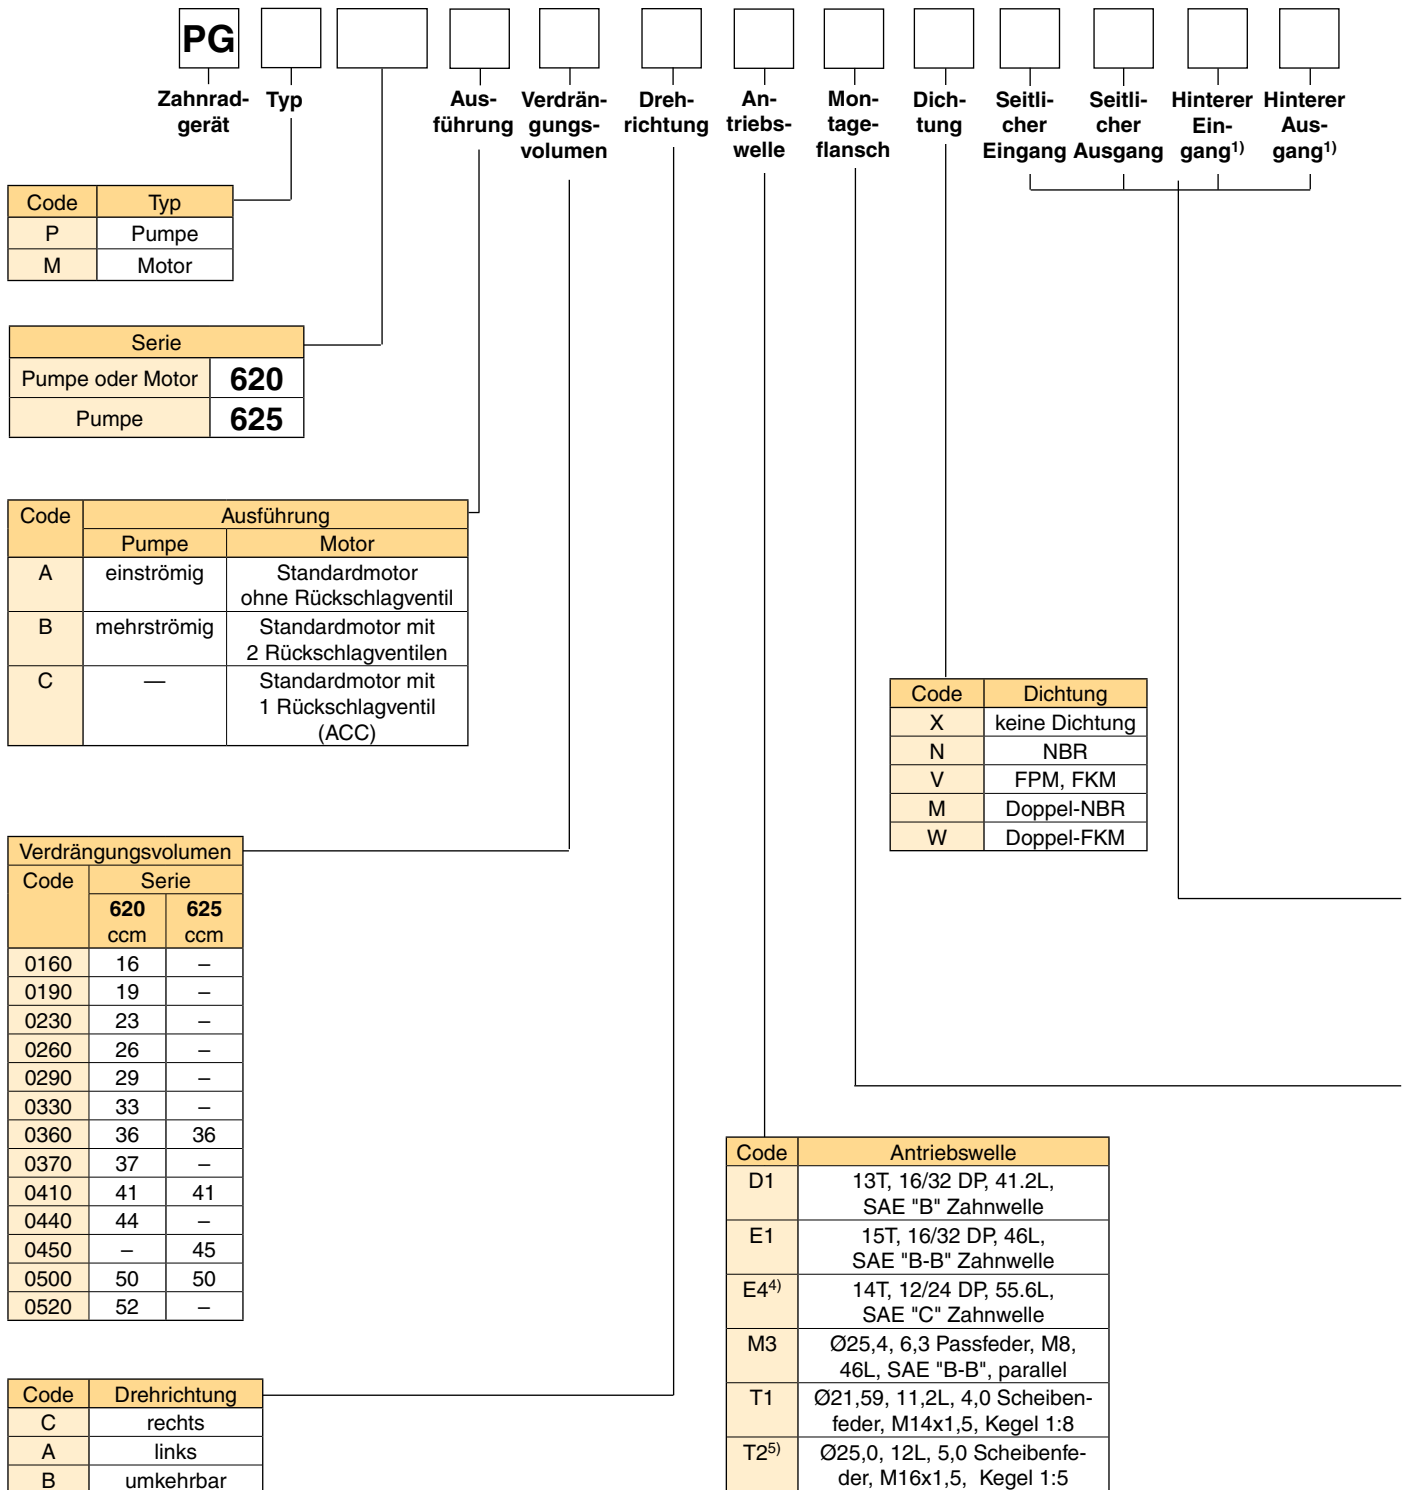 PG
Zahnrad-
gerät
Typ
Aus-
führung
Verdrän-
gungs-
volumen
Dreh-
richtung
An-
triebs-
welle
Mon-
tage-
flansch
Dich-
tung
Seitli-
cher
Eingang
Seitli-
cher
Ausgang
Hinterer
Ein-
gang1)
Hinterer
Aus-
gang1)
Code Typ
P Pumpe
M Motor
Serie
Pumpe oder Motor 620
Pumpe 625
Code Ausführung
Pumpe Motor
A einströmig Standardmotor
ohne Rückschlagventil
B mehrströmig Standardmotor mit
2 Rückschlagventilen
C — Standardmotor mit
1 Rückschlagventil
(ACC)
Code Dichtung
X keine Dichtung
N NBR
V FPM, FKM
M Doppel-NBR
W Doppel-FKM
Verdrängungsvolumen
Code Serie
620 625
ccm ccm
0160 16 –
0190 19 –
0230 23 –
0260 26 –
0290 29 –
0330 33 –
0360 36 36
0370 37 –
0410 41 41
0440 44 –
0450 – 45
0500 50 50
0520 52 –
Code Antriebswelle
D1 13T, 16/32 DP, 41.2L,
SAE "B" Zahnwelle
E1 15T, 16/32 DP, 46L,
SAE "B-B" Zahnwelle
E44) 14T, 12/24 DP, 55.6L,
SAE "C" Zahnwelle
M3 Ø25,4, 6,3 Passfeder, M8,
46L, SAE "B-B", parallel
T1 Ø21,59, 11,2L, 4,0 Scheiben-
feder, M14x1,5, Kegel 1:8
T25) Ø25,0, 12L, 5,0 Scheibenfe-
der, M16x1,5, Kegel 1:5
Code Drehrichtung
C rechts
A links
B umkehrbar